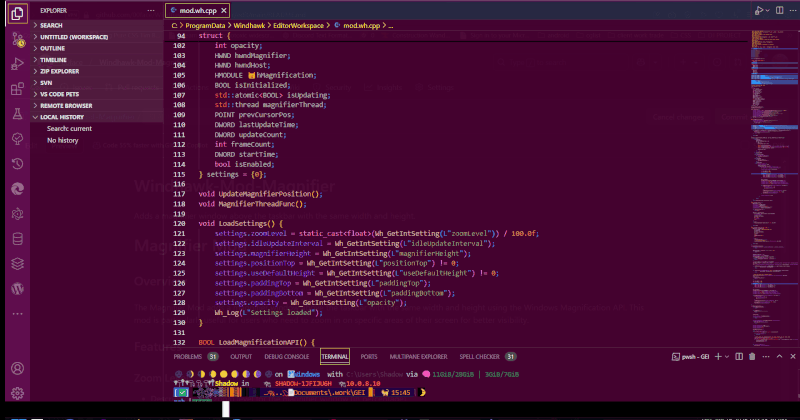 EXPLORER
···
SEARCH
UNTITLED (WORKSPACE)
OUTLINE
TIMELINE
ZIP EXPLORER
SVN
VS CODE PETS
REMOTE BROWSER
LOCAL HISTORY
Search: current
No history
mod.wh.cpp ×
C: > ProgramData > Windhawk > EditorWorkspace > mod.wh.cpp > ...
94 struct {
102 int opacity;
103 HWND hwndMagnifier;
104 HWND hwndHost;
105 HMODULE hMagnification;
106 BOOL isInitialized;
107 std::atomic<BOOL> isUpdating;
108 std::thread magnifierThread;
109 POINT prevCursorPos;
110 DWORD lastUpdateTime;
111 DWORD updateCount;
112 int frameCount;
113 DWORD startTime;
114 bool isEnabled;
115 } settings = {0};
116
117 void UpdateMagnifierPosition();
118 void MagnifierThreadFunc();
119
120 void LoadSettings() {
121 settings.zoomLevel = static_cast<float>(Wh_GetIntSetting(L"zoomLevel")) / 100.0f;
122 settings.idleUpdateInterval = Wh_GetIntSetting(L"idleUpdateInterval");
123 settings.magnifierHeight = Wh_GetIntSetting(L"magnifierHeight");
124 settings.positionTop = Wh_GetIntSetting(L"positionTop") != 0;
125 settings.useDefaultHeight = Wh_GetIntSetting(L"useDefaultHeight") != 0;
126 settings.paddingTop = Wh_GetIntSetting(L"paddingTop");
127 settings.paddingBottom = Wh_GetIntSetting(L"paddingBottom");
128 settings.opacity = Wh_GetIntSetting(L"opacity");
129 Wh_Log(L"Settings loaded");
130 }
131
132 BOOL LoadMagnificationAPI() {
PROBLEMS 31 OUTPUT DEBUG CONSOLE TERMINAL PORTS MULTIPANE EXPLORER SPELL CHECKER 31 pwsh - GEI
on Windows with C:\Users\Shadow via 11GiB/20GiB | 3GiB/7GiB
Shadow in SHADOW-1JFIJU6H 10.0.8.10
Documents\.work\GEI 15:45